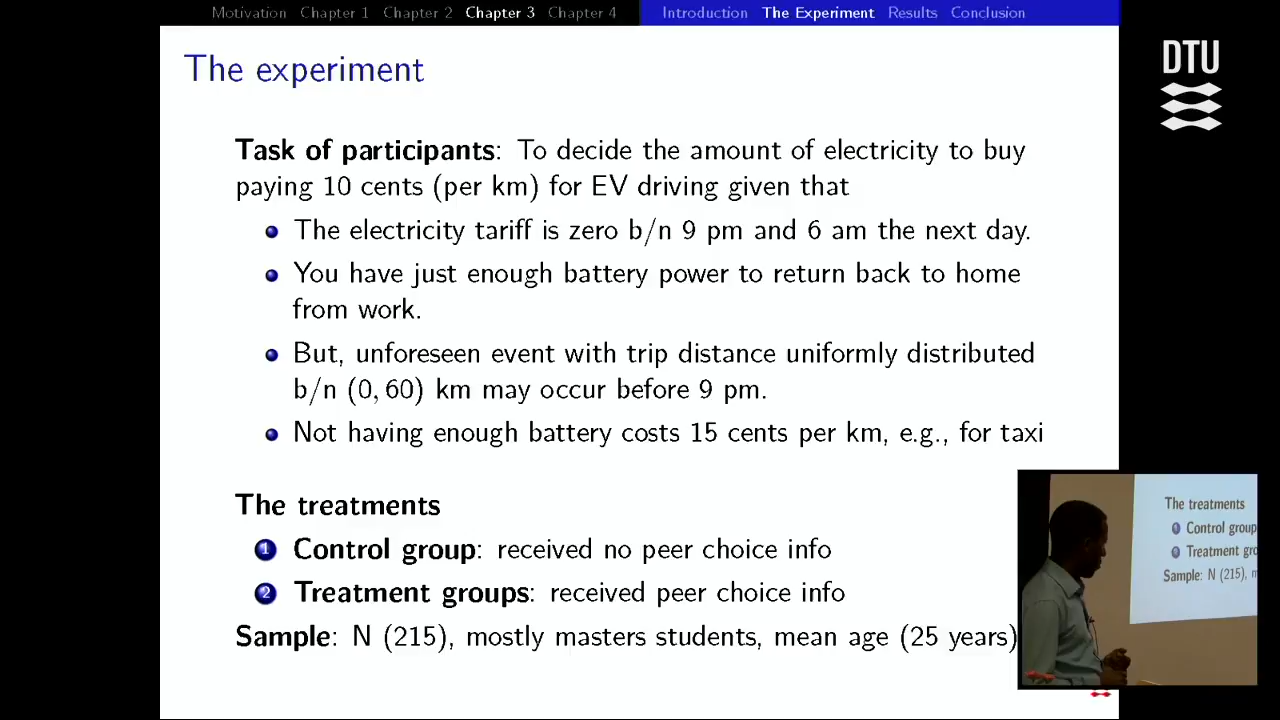 Motivation Chapter 1 Chapter 2 Chapter 3 Chapter 4 Introduction The Experiment Results Conclusion
DTU
The experiment
Task of participants: To decide the amount of electricity to buy
paying 10 cents (per km) for EV driving given that
The electricity tariff is zero b/n 9 pm and 6 am the next day.
You have just enough battery power to return back to home
from work.
But, unforeseen event with trip distance uniformly distributed
b/n (0, 60) km may occur before 9 pm.
Not having enough battery costs 15 cents per km, e.g., for taxi
The treatments
1 Control group: received no peer choice info
2 Treatment groups: received peer choice info
Sample: N (215), mostly masters students, mean age (25 years)
The treatments
Control group
Treatment gro
Sample: N (215), m